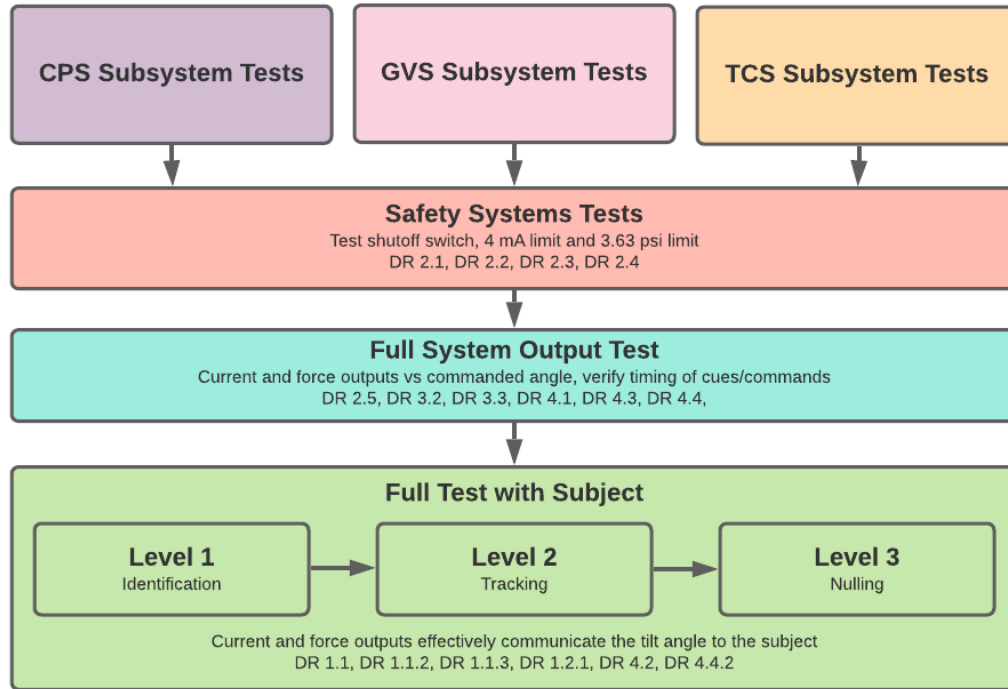 CPS Subsystem Tests
GVS Subsystem Tests
TCS Subsystem Tests
Safety Systems Tests
Test shutoff switch, 4 mA limit and 3.63 psi limit
DR 2.1, DR 2.2, DR 2.3, DR 2.4
Full System Output Test
Current and force outputs vs commanded angle, verify timing of cues/commands
DR 2.5, DR 3.2, DR 3.3, DR 4.1, DR 4.3, DR 4.4,
Full Test with Subject
Level 1
Identification
Level 2
Tracking
Level 3
Nulling
Current and force outputs effectively communicate the tilt angle to the subject
DR 1.1, DR 1.1.2, DR 1.1.3, DR 1.2.1, DR 4.2, DR 4.4.2